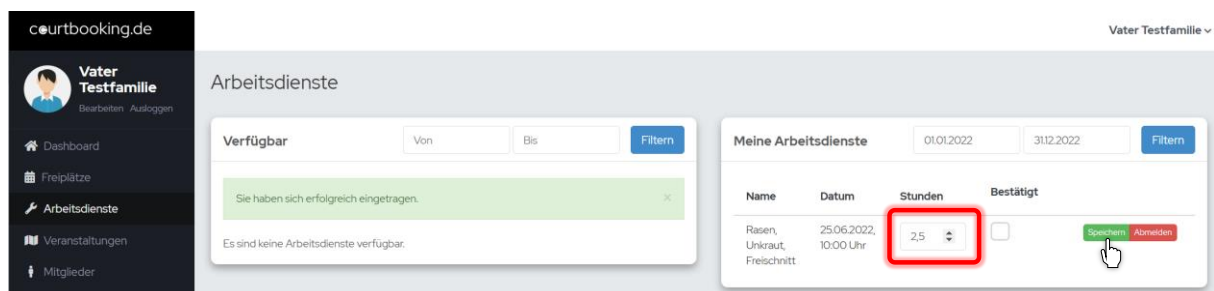 courtbooking.de
Vater Testfamilie
Vater
Testfamilie
Bearbeiten Ausloggen
Dashboard
Freiplätze
Arbeitsdienste
Veranstaltungen
Mitglieder
Arbeitsdienste
Verfügbar Von Bis Filtern
Sie haben sich erfolgreich eingetragen. ×
Es sind keine Arbeitsdienste verfügbar.
Meine Arbeitsdienste 01.01.2022 31.12.2022 Filtern
Name Datum Stunden Bestätigt
Rasen, 25.06.2022, 2,5 Speichern Abmelden
Unkraut, 10:00 Uhr
Freischnitt